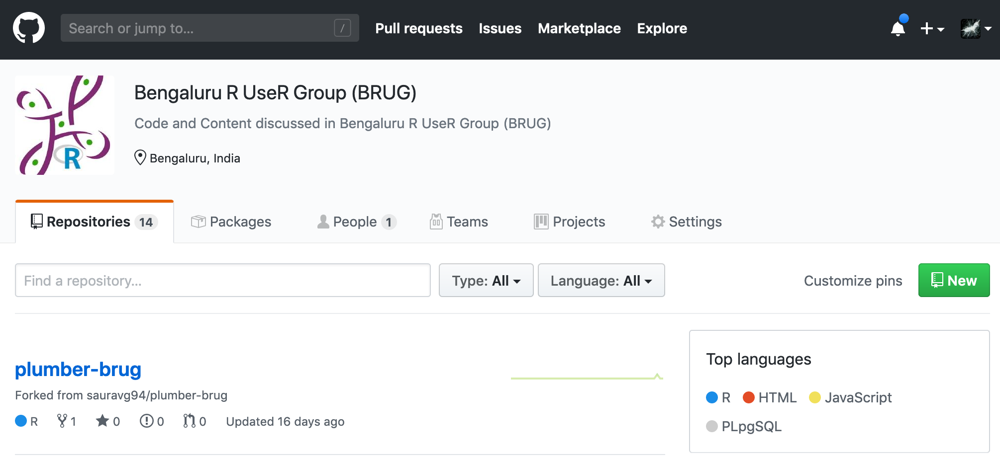 Search or jump to... / Pull requests Issues Marketplace Explore
Bengaluru R UseR Group (BRUG)
Code and Content discussed in Bengaluru R UseR Group (BRUG)
Bengaluru, India
R
Repositories 14 Packages People 1 Teams Projects Settings
Find a repository... Type: All Language: All Customize pins New
plumber-brug
Forked from sauravg94/plumber-brug
R 1 0 0 0 Updated 16 days ago
Top languages
R HTML JavaScript
PLpgSQL